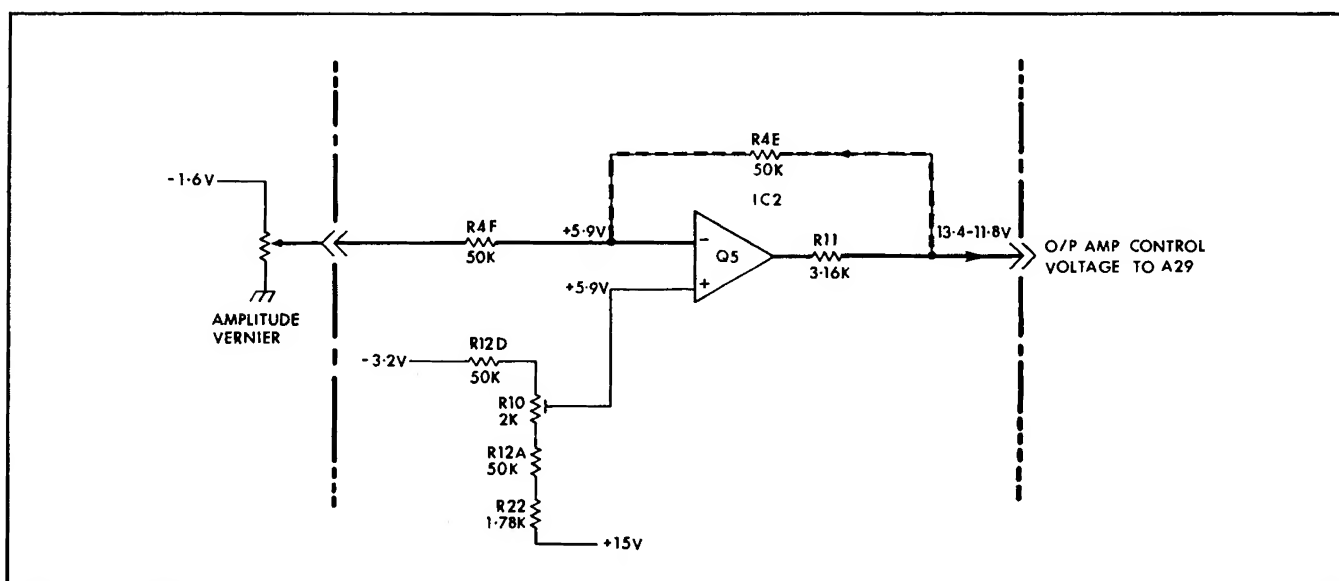 -1·6V
AMPLITUDE
VERNIER
R4F
50K
+5·9V
R4E
50K
IC2
-
Q5
+
+5·9V
R11
3·16K
13·4-11·8V
O/P AMP CONTROL
VOLTAGE TO A29
-3·2V
R12D
50K
R10
2K
R12A
50K
R22
1·78K
+15V